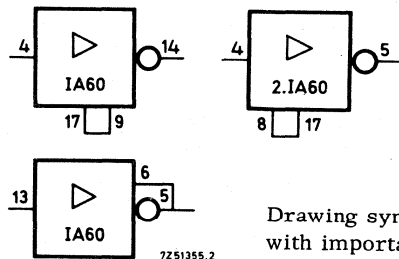 4 14
IA60
17 9
4 5
2.IA60
8 17
6
13 5
IA60
7Z51355.2
Drawing syn
with importa